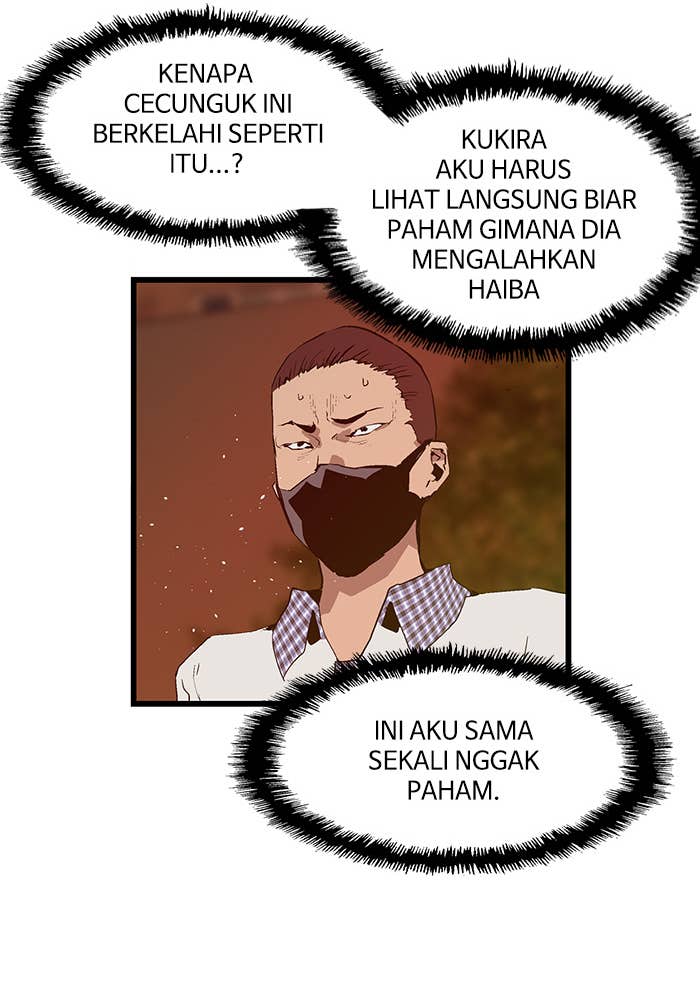 KENAPA
CECUNGUK INI
BERKELAHI SEPERTI
ITU...?
KUKIRA
AKU HARUS
LIHAT LANGSUNG BIAR
PAHAM GIMANA DIA
MENGALAHKAN
HAIBA
INI AKU SAMA
SEKALI NGGAK
PAHAM.